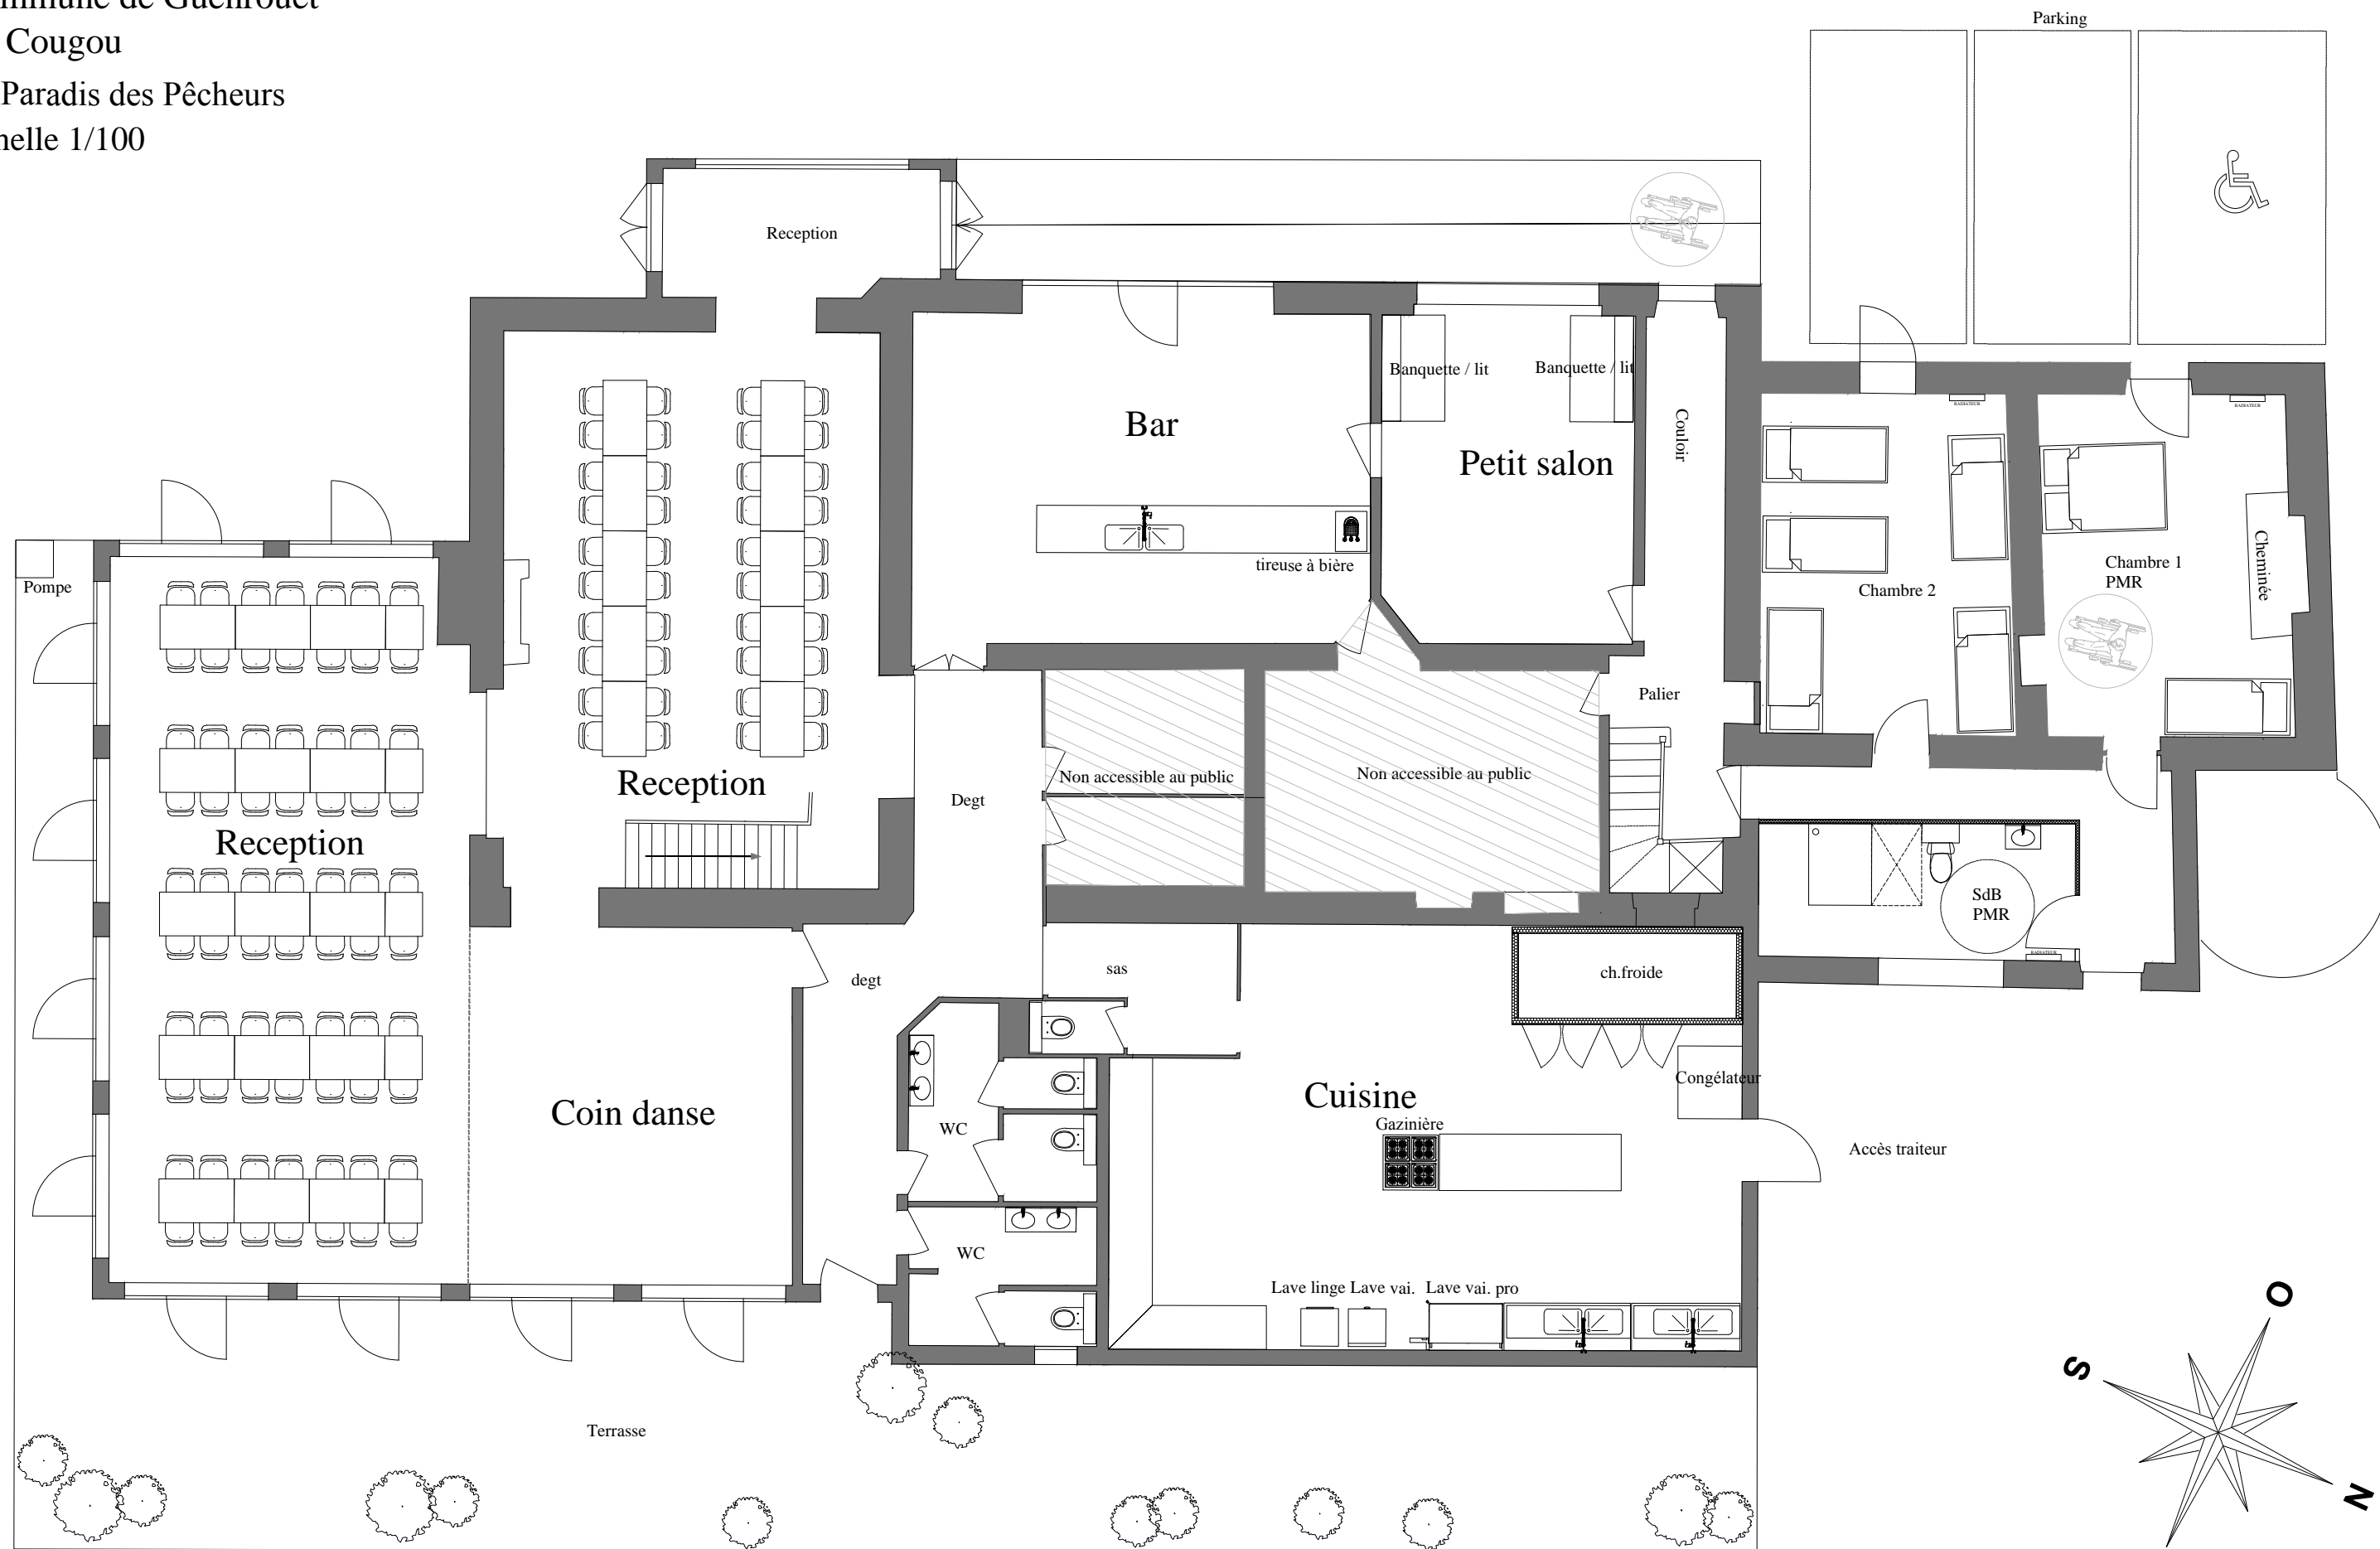 Cougou
Paradis des Pêcheurs
1/100
Parking
Reception
Banquette / lit
Banquette / lit
Couloir
RADIATEUR
RADIATEUR
Bar
Petit salon
tireuse à bière
Pompe
Chambre 2
Chambre 1
PMR
Cheminée
Palier
Reception
Degt
Non accessible au public
Non accessible au public
Reception
SdB
PMR
RADIATEUR
degt
sas
ch.froide
Congélateur
Cuisine
Gazinière
Coin danse
WC
Accès traiteur
WC
Lave linge Lave vai. Lave vai. pro
Terrasse
O
S
N